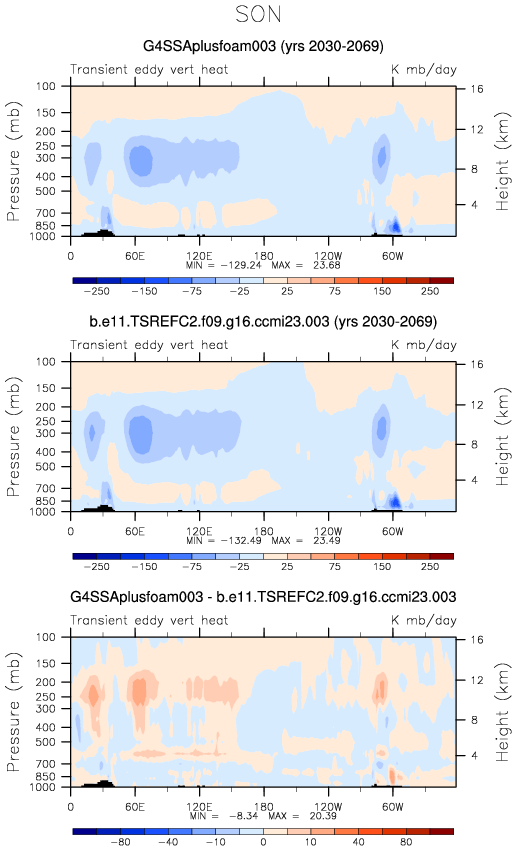 SON
G4SSAplusfoam003 (yrs 2030-2069)
Transient eddy vert heat K mb/day
Pressure (mb)
100
150
200
250
300
400
500
700
850
1000
16
12
8
4
Height (km)
0 60E 120E 180 120W 60W
MIN = -129.24 MAX = 23.68
-250 -150 -75 -25 25 75 150 250
b.e11.TSREFC2.f09.g16.ccmi23.003 (yrs 2030-2069)
Transient eddy vert heat K mb/day
Pressure (mb)
100
150
200
250
300
400
500
700
850
1000
16
12
8
4
Height (km)
0 60E 120E 180 120W 60W
MIN = -132.49 MAX = 23.49
-250 -150 -75 -25 25 75 150 250
G4SSAplusfoam003 - b.e11.TSREFC2.f09.g16.ccmi23.003
Transient eddy vert heat K mb/day
Pressure (mb)
100
150
200
250
300
400
500
700
850
1000
16
12
8
4
Height (km)
0 60E 120E 180 120W 60W
MIN = -8.34 MAX = 20.39
-80 -40 -10 0 10 40 80